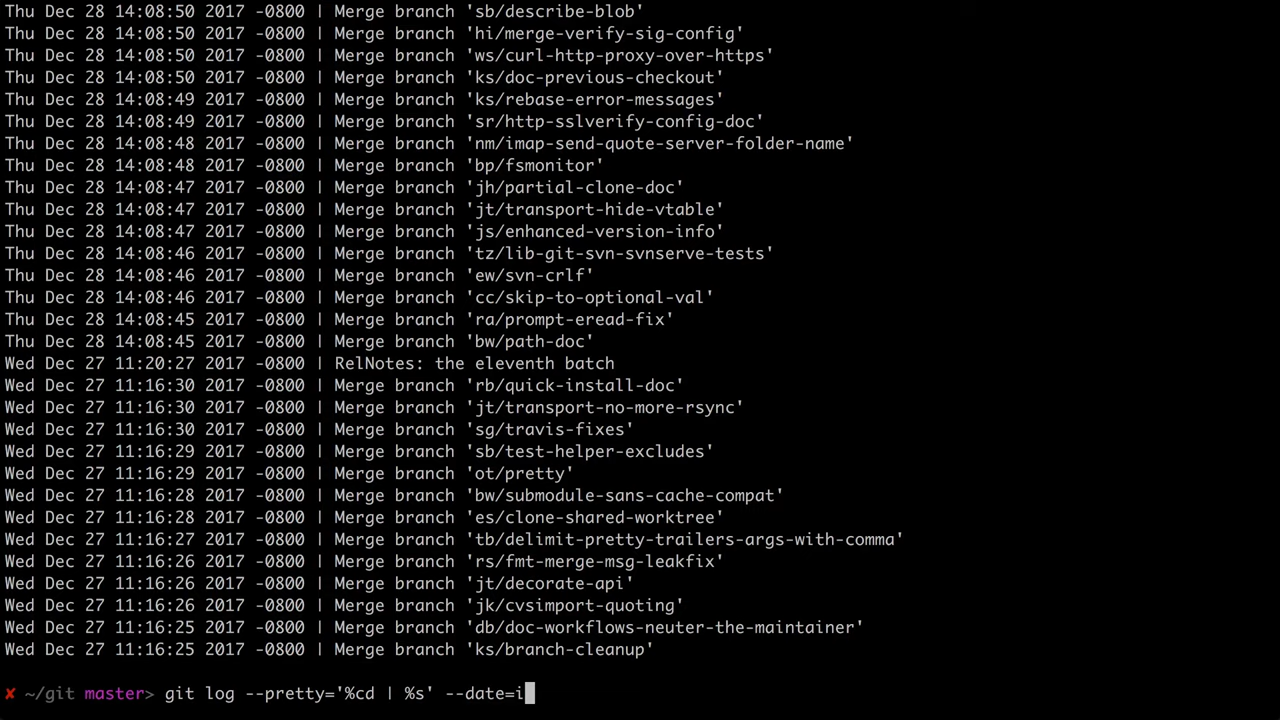 Thu Dec 28 14:08:50 2017 -0800 | Merge branch 'sb/describe-blob'
Thu Dec 28 14:08:50 2017 -0800 | Merge branch 'hi/merge-verify-sig-config'
Thu Dec 28 14:08:50 2017 -0800 | Merge branch 'ws/curl-http-proxy-over-https'
Thu Dec 28 14:08:50 2017 -0800 | Merge branch 'ks/doc-previous-checkout'
Thu Dec 28 14:08:49 2017 -0800 | Merge branch 'ks/rebase-error-messages'
Thu Dec 28 14:08:49 2017 -0800 | Merge branch 'sr/http-sslverify-config-doc'
Thu Dec 28 14:08:48 2017 -0800 | Merge branch 'nm/imap-send-quote-server-folder-name'
Thu Dec 28 14:08:48 2017 -0800 | Merge branch 'bp/fsmonitor'
Thu Dec 28 14:08:47 2017 -0800 | Merge branch 'jh/partial-clone-doc'
Thu Dec 28 14:08:47 2017 -0800 | Merge branch 'jt/transport-hide-vtable'
Thu Dec 28 14:08:47 2017 -0800 | Merge branch 'js/enhanced-version-info'
Thu Dec 28 14:08:46 2017 -0800 | Merge branch 'tz/lib-git-svn-svnserve-tests'
Thu Dec 28 14:08:46 2017 -0800 | Merge branch 'ew/svn-crlf'
Thu Dec 28 14:08:46 2017 -0800 | Merge branch 'cc/skip-to-optional-val'
Thu Dec 28 14:08:45 2017 -0800 | Merge branch 'ra/prompt-eread-fix'
Thu Dec 28 14:08:45 2017 -0800 | Merge branch 'bw/path-doc'
Wed Dec 27 11:20:27 2017 -0800 | RelNotes: the eleventh batch
Wed Dec 27 11:16:30 2017 -0800 | Merge branch 'rb/quick-install-doc'
Wed Dec 27 11:16:30 2017 -0800 | Merge branch 'jt/transport-no-more-rsync'
Wed Dec 27 11:16:30 2017 -0800 | Merge branch 'sg/travis-fixes'
Wed Dec 27 11:16:29 2017 -0800 | Merge branch 'sb/test-helper-excludes'
Wed Dec 27 11:16:29 2017 -0800 | Merge branch 'ot/pretty'
Wed Dec 27 11:16:28 2017 -0800 | Merge branch 'bw/submodule-sans-cache-compat'
Wed Dec 27 11:16:28 2017 -0800 | Merge branch 'es/clone-shared-worktree'
Wed Dec 27 11:16:27 2017 -0800 | Merge branch 'tb/delimit-pretty-trailers-args-with-comma'
Wed Dec 27 11:16:26 2017 -0800 | Merge branch 'rs/fmt-merge-msg-leakfix'
Wed Dec 27 11:16:26 2017 -0800 | Merge branch 'jt/decorate-api'
Wed Dec 27 11:16:26 2017 -0800 | Merge branch 'jk/cvsimport-quoting'
Wed Dec 27 11:16:25 2017 -0800 | Merge branch 'db/doc-workflows-neuter-the-maintainer'
Wed Dec 27 11:16:25 2017 -0800 | Merge branch 'ks/branch-cleanup'
✘ ~/git master> git log --pretty='%cd | %s' --date=i